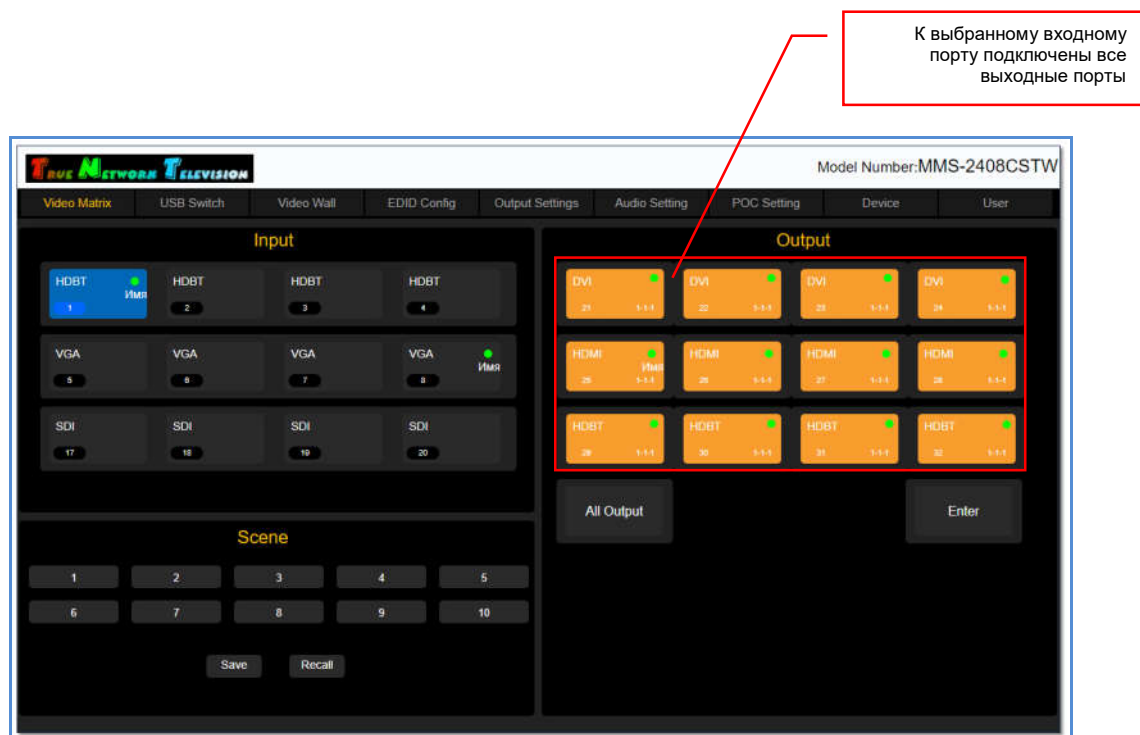 К выбранному входному
порту подключены все
выходные порты
TRUE NETWORK TELEVISION
Model Number:MMS-2408CSTW
Video Matrix USB Switch Video Wall EDID Config Output Settings Audio Setting POC Setting Device User
Input
HDBT HDBT HDBT HDBT
Имя
1 2 3 4
VGA VGA VGA VGA
Имя
5 6 7 8
SDI SDI SDI SDI
17 18 19 20
Scene
1 2 3 4 5
6 7 8 9 10
Save Recall
Output
DVI DVI DVI DVI
21 1-1-1 22 1-1-1 23 1-1-1 24 1-1-1
HDMI HDMI HDMI HDMI
Имя
25 1-1-1 26 1-1-1 27 1-1-1 28 1-1-1
HDBT HDBT HDBT HDBT
29 1-1-1 30 1-1-1 31 1-1-1 32 1-1-1
All Output Enter